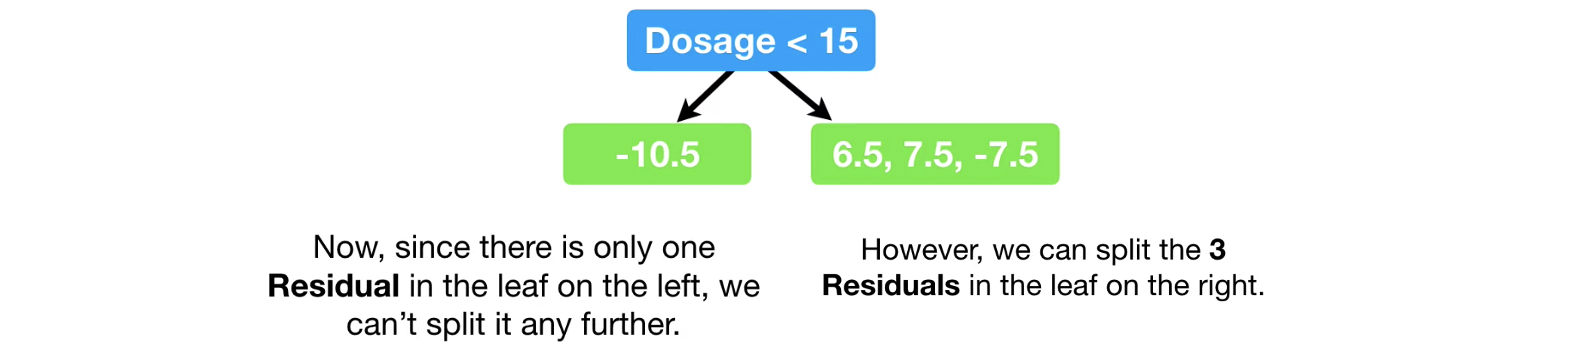 Dosage < 15
-10.5
6.5, 7.5, -7.5
Now, since there is only one
Residual in the leaf on the left, we
can’t split it any further.
However, we can split the 3
Residuals in the leaf on the right.